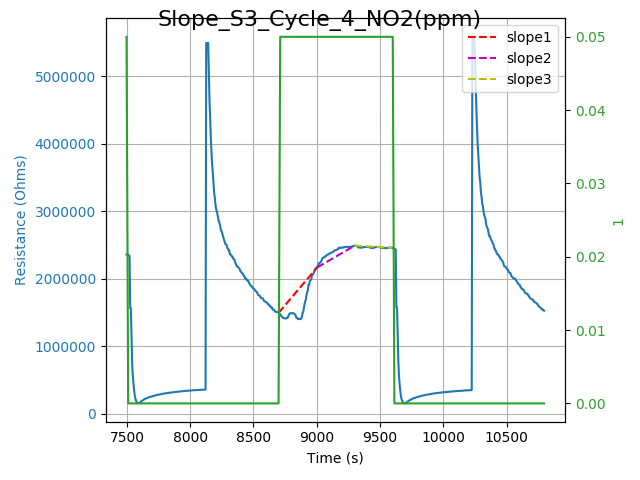 Slope_S3_Cycle_4_NO2(ppm)
slope1
slope2
slope3
Resistance (Ohms)
5000000
4000000
3000000
2000000
1000000
0
0.05
0.04
0.03
0.02
0.01
0.00
1
7500 8000 8500 9000 9500 10000 10500
Time (s)